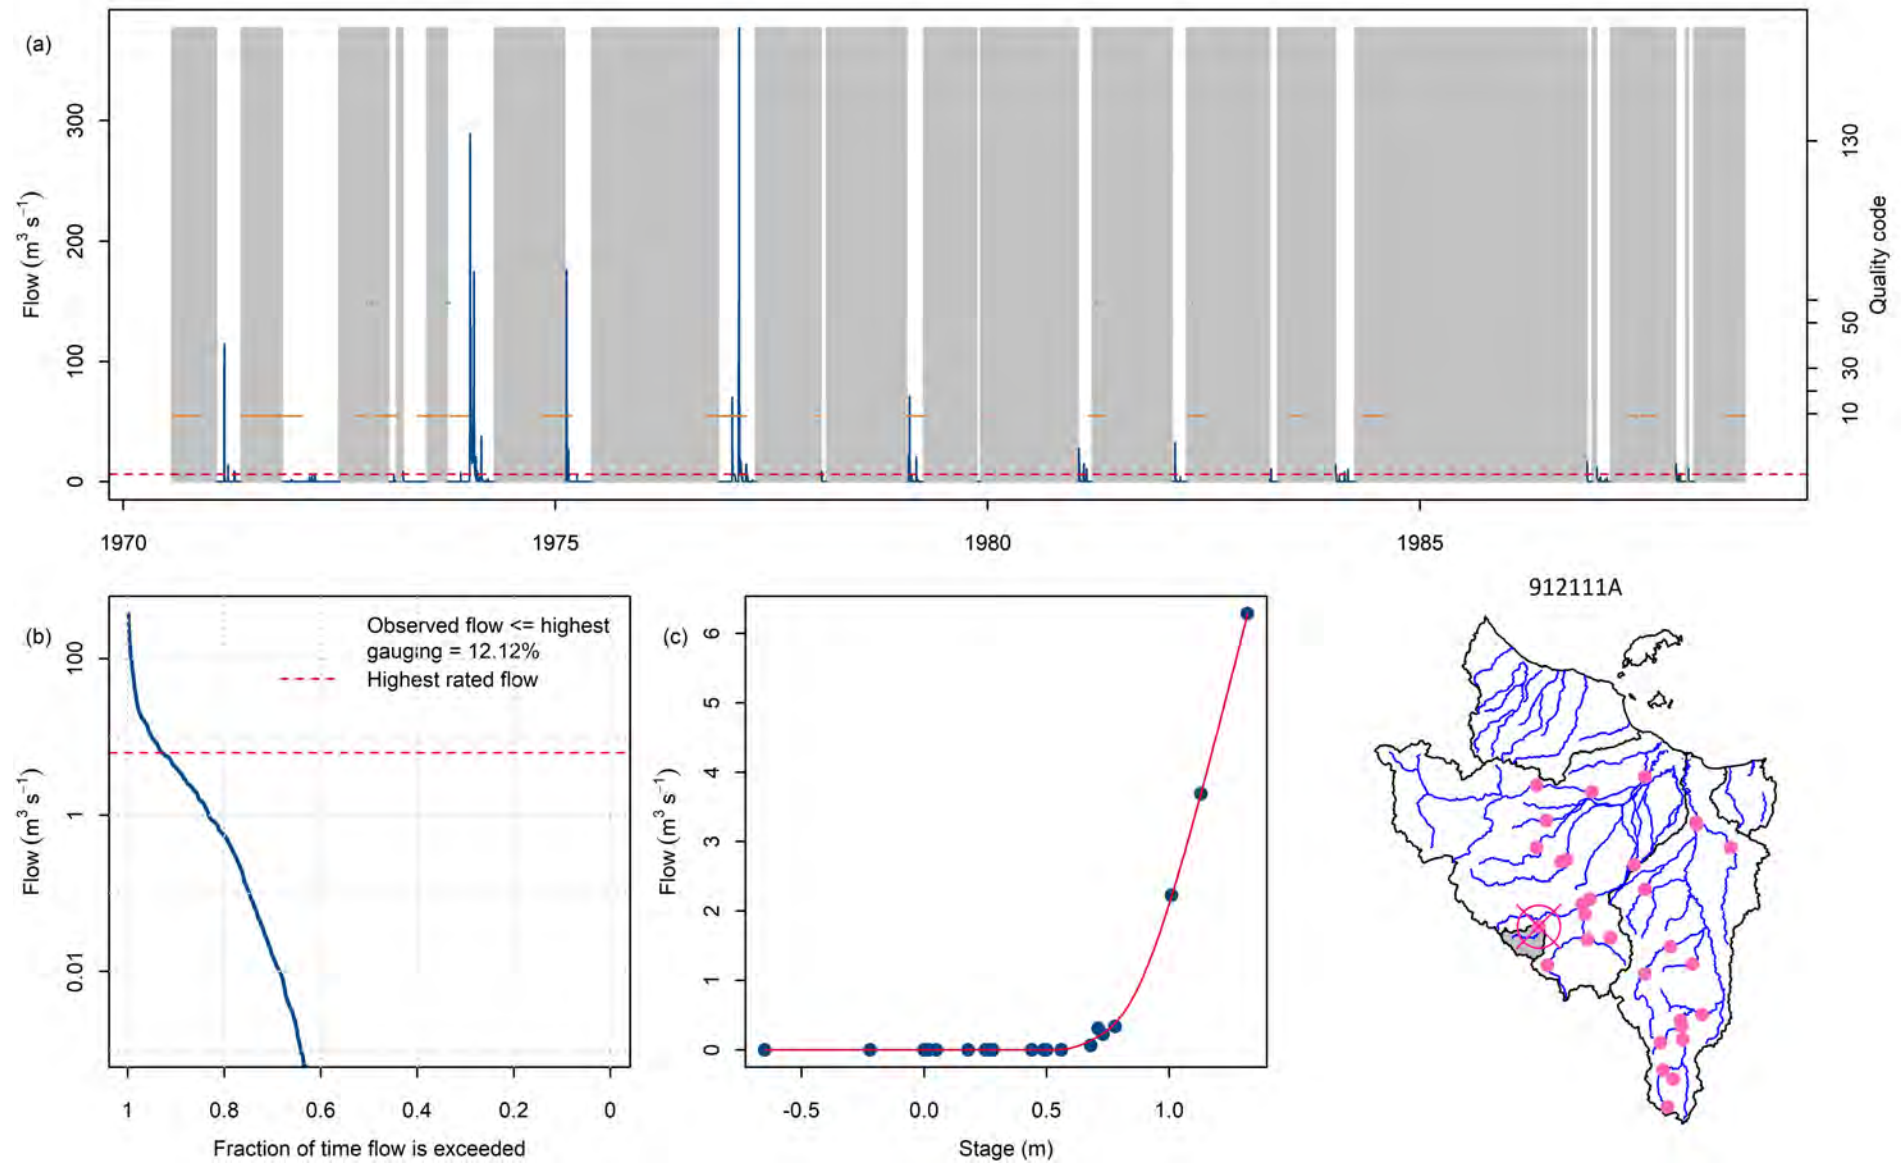 (a)
Flow (m³ s⁻¹)
0
100
200
300
Quality code
10
30
50
130
1970
1975
1980
1985
(b)
Flow (m³ s⁻¹)
100
1
0.01
Observed flow <= highest
gauging = 12.12%
Highest rated flow
1
0.8
0.6
0.4
0.2
0
Fraction of time flow is exceeded
(c)
Flow (m³ s⁻¹)
0
1
2
3
4
5
6
-0.5
0.0
0.5
1.0
Stage (m)
912111A